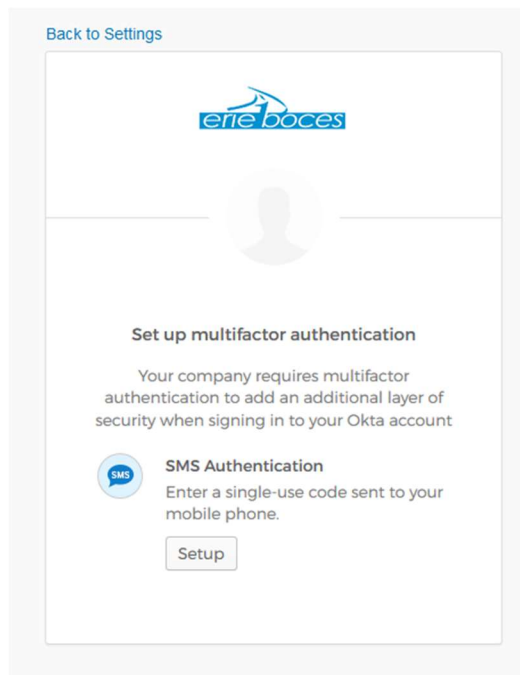 Back to Settings
erie 1 boces
Set up multifactor authentication
Your company requires multifactor
authentication to add an additional layer of
security when signing in to your Okta account
SMS
SMS Authentication
Enter a single-use code sent to your
mobile phone.
Setup